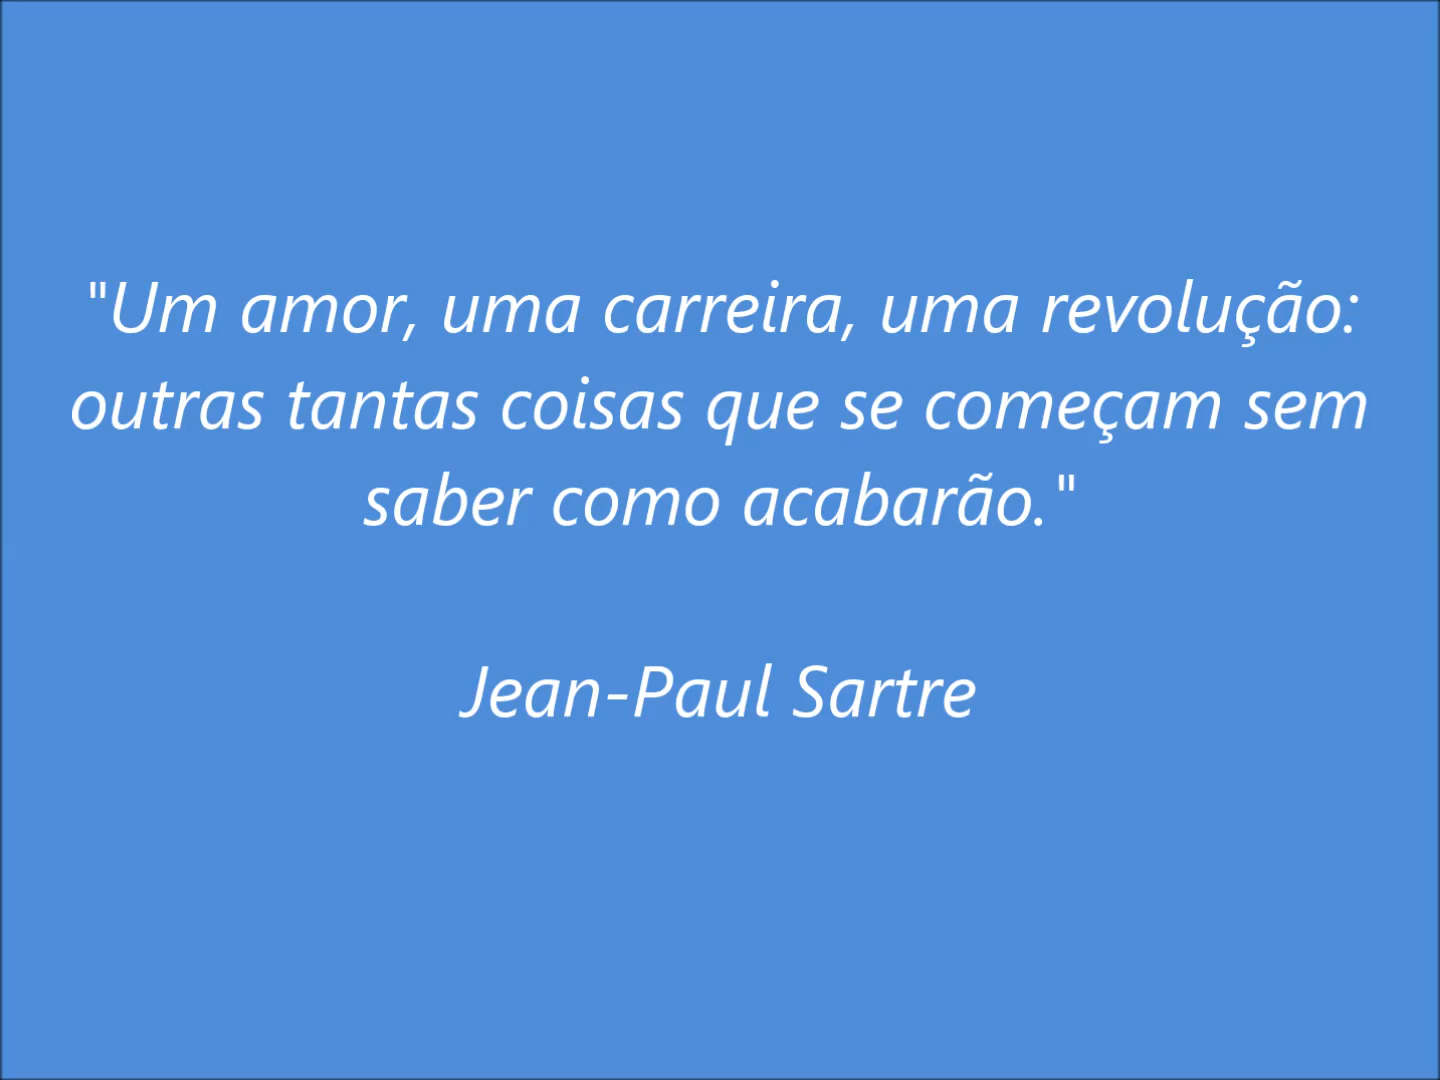 "Um amor, uma carreira, uma revolução:
outras tantas coisas que se começam sem
saber como acabarão."
Jean-Paul Sartre